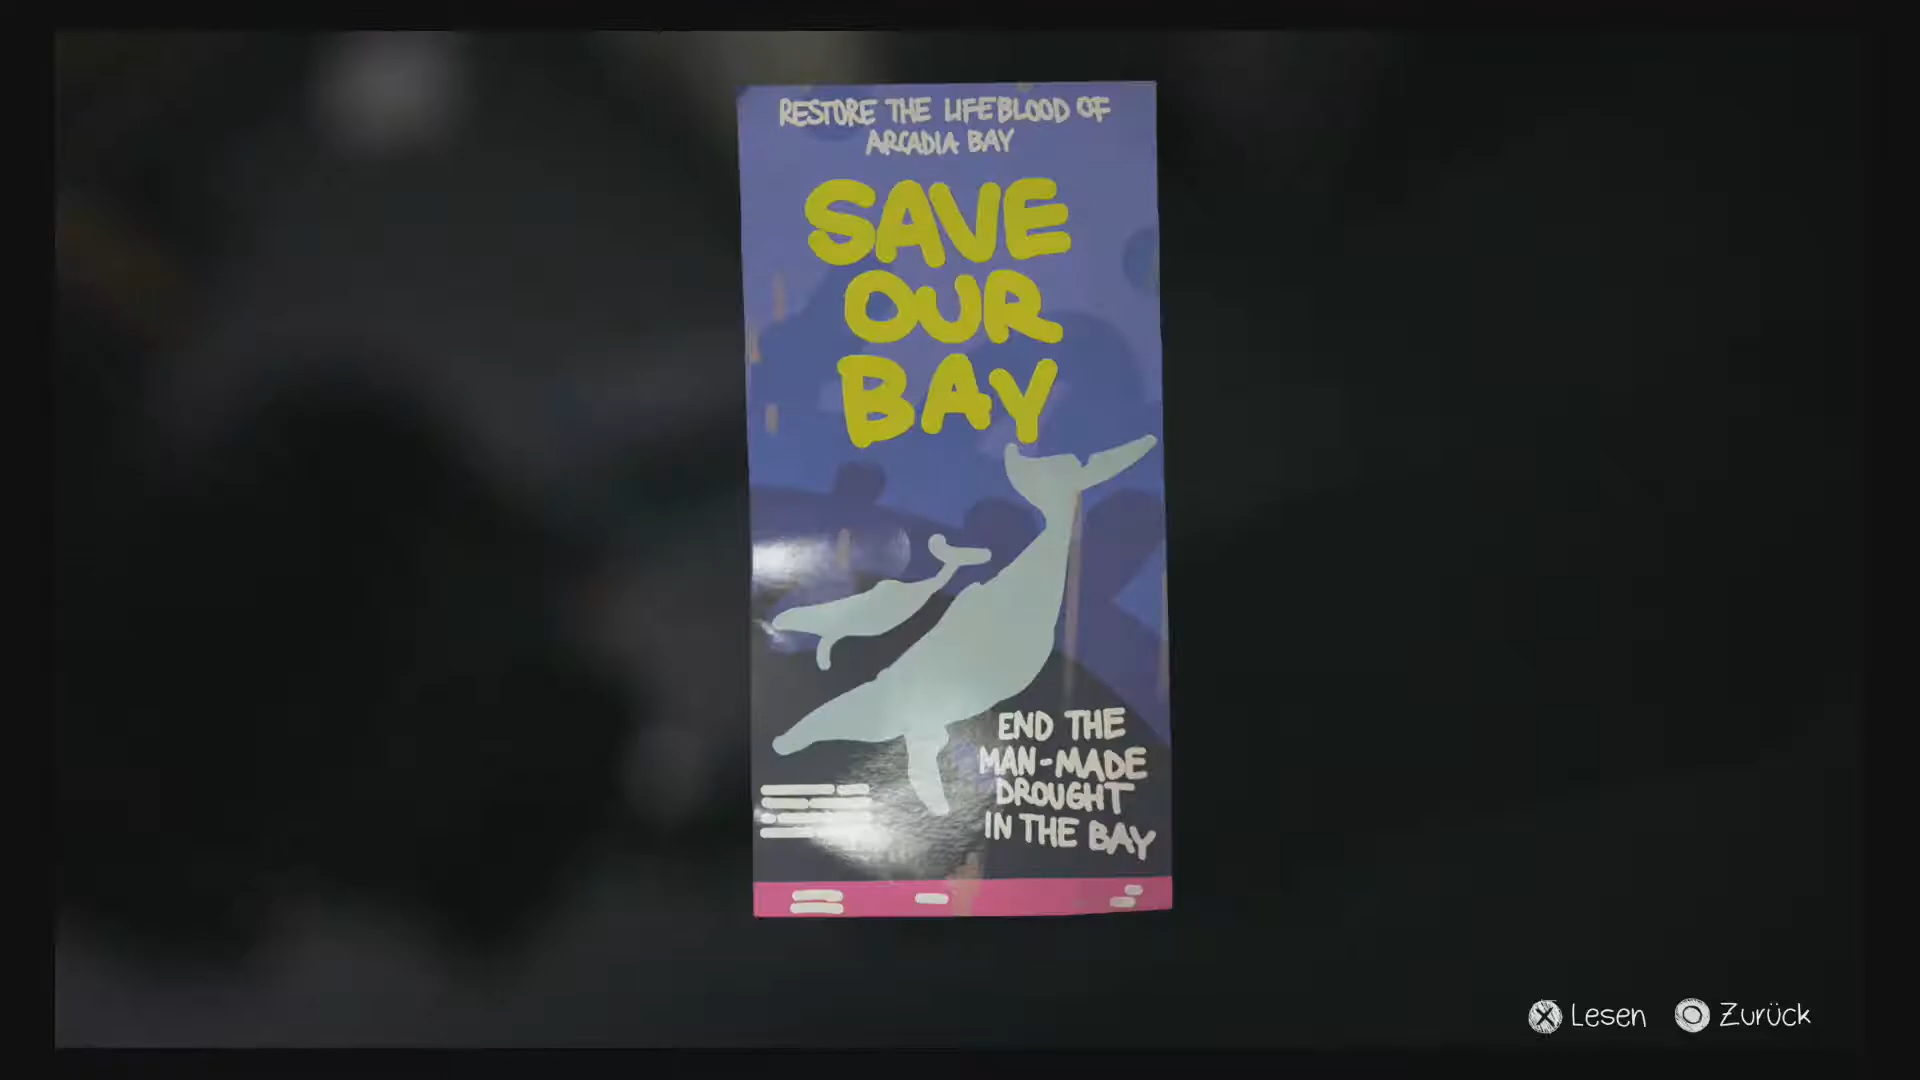 RESTORE THE LIFEBLOOD OF
ARCADIA BAY
SAVE
OUR
BAY
END THE
MAN-MADE
DROUGHT
IN THE BAY
Lesen Zurück